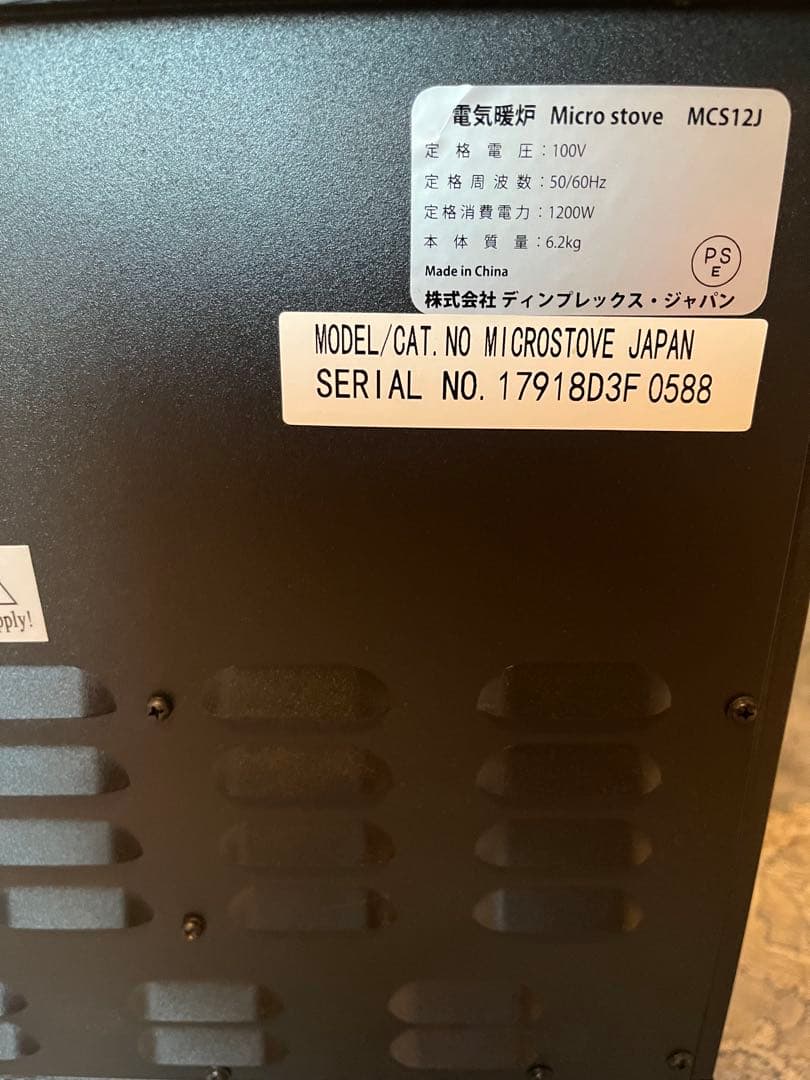 電気暖炉 Micro stove MCS12J
定格電圧:100V
定格周波数:50/60Hz
定格消費電力:1200W
本体質量:6.2kg
Made in China
PS
E
株式会社 ディンプレックス・ジャパン
MODEL/CAT.NO MICROSTOVE JAPAN
SERIAL NO. 17918D3F 0588